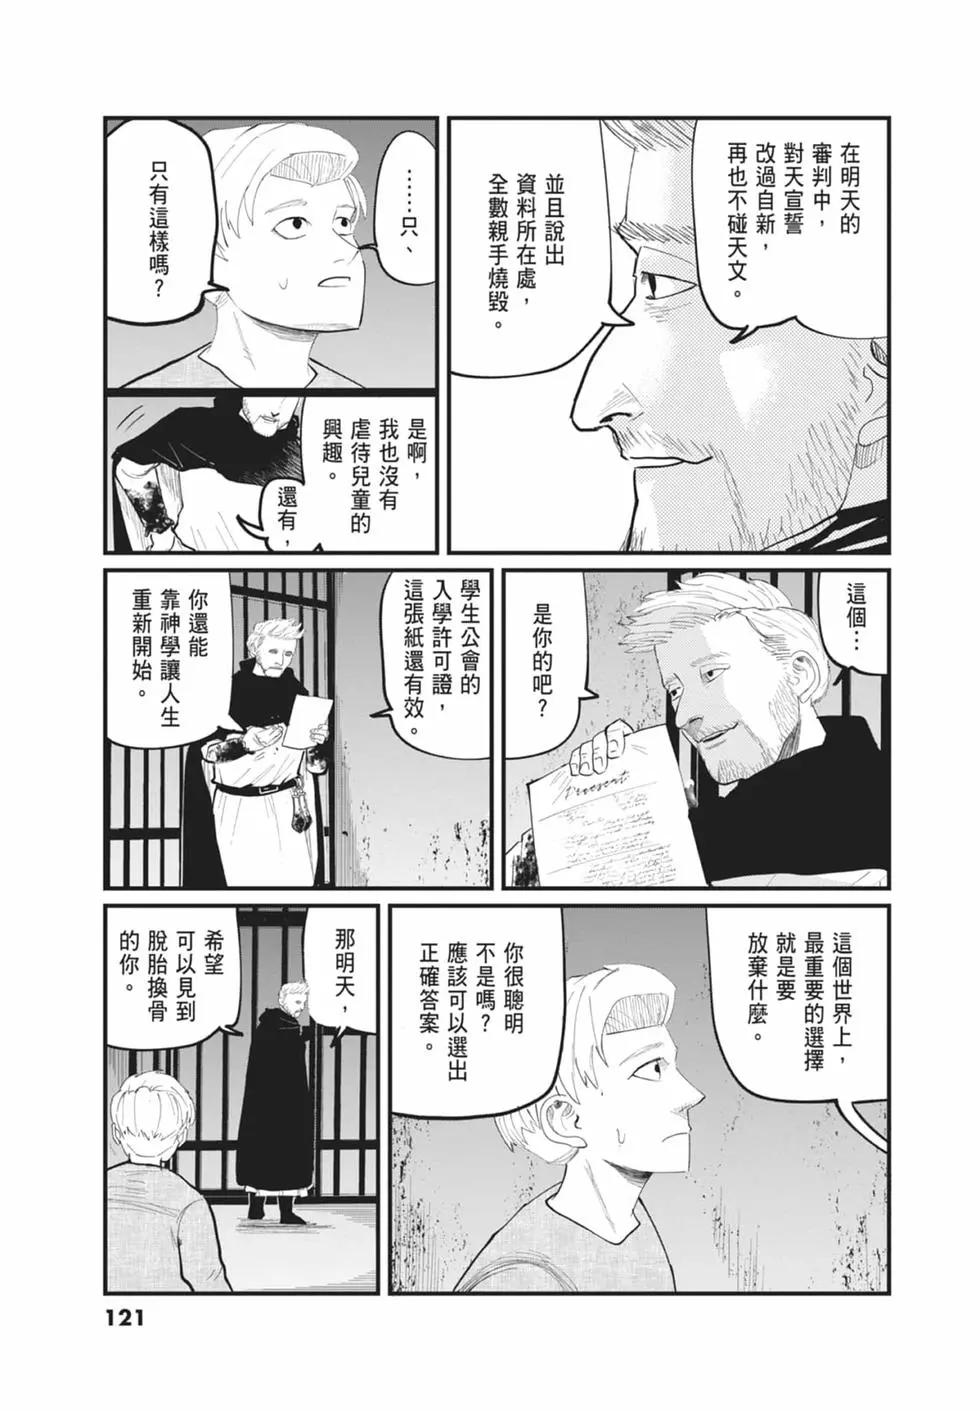 在明天的
審判中，
對天宣誓
改過自新，
再也不碰天文。
並且說出
資料所在處，
全數親手燒毀。
……只、
只有這樣嗎？
是啊，
我也沒有
虐待兒童的
興趣。
還有，
這個…
是你的吧？
Present
學生公會的
入學許可證，
這張紙還有效。
你還能
靠神學讓人生
重新開始。
這個世界上，
最重要的選擇
就是要
放棄什麼。
你很聰明
不是嗎？
應該可以選出
正確答案。
那明天，
希望
可以見到
脫胎換骨
的你。
121